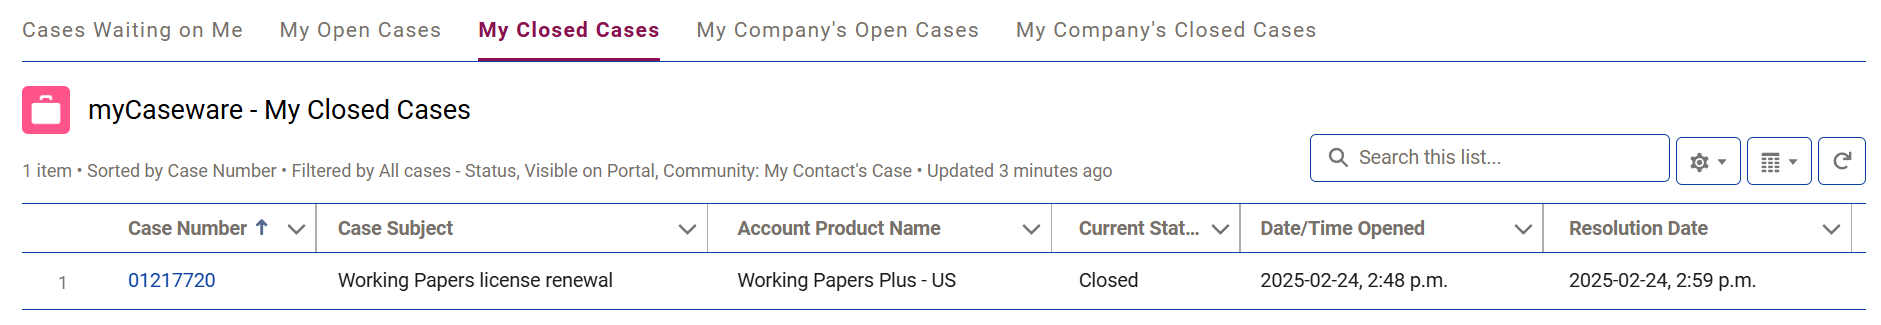 Cases Waiting on Me My Open Cases My Closed Cases My Company's Open Cases My Company's Closed Cases
myCaseware - My Closed Cases
1 item • Sorted by Case Number • Filtered by All cases - Status, Visible on Portal, Community: My Contact's Case • Updated 3 minutes ago
Search this list...
Case Number Case Subject Account Product Name Current Stat... Date/Time Opened Resolution Date
1 01217720 Working Papers license renewal Working Papers Plus - US Closed 2025-02-24, 2:48 p.m. 2025-02-24, 2:59 p.m.